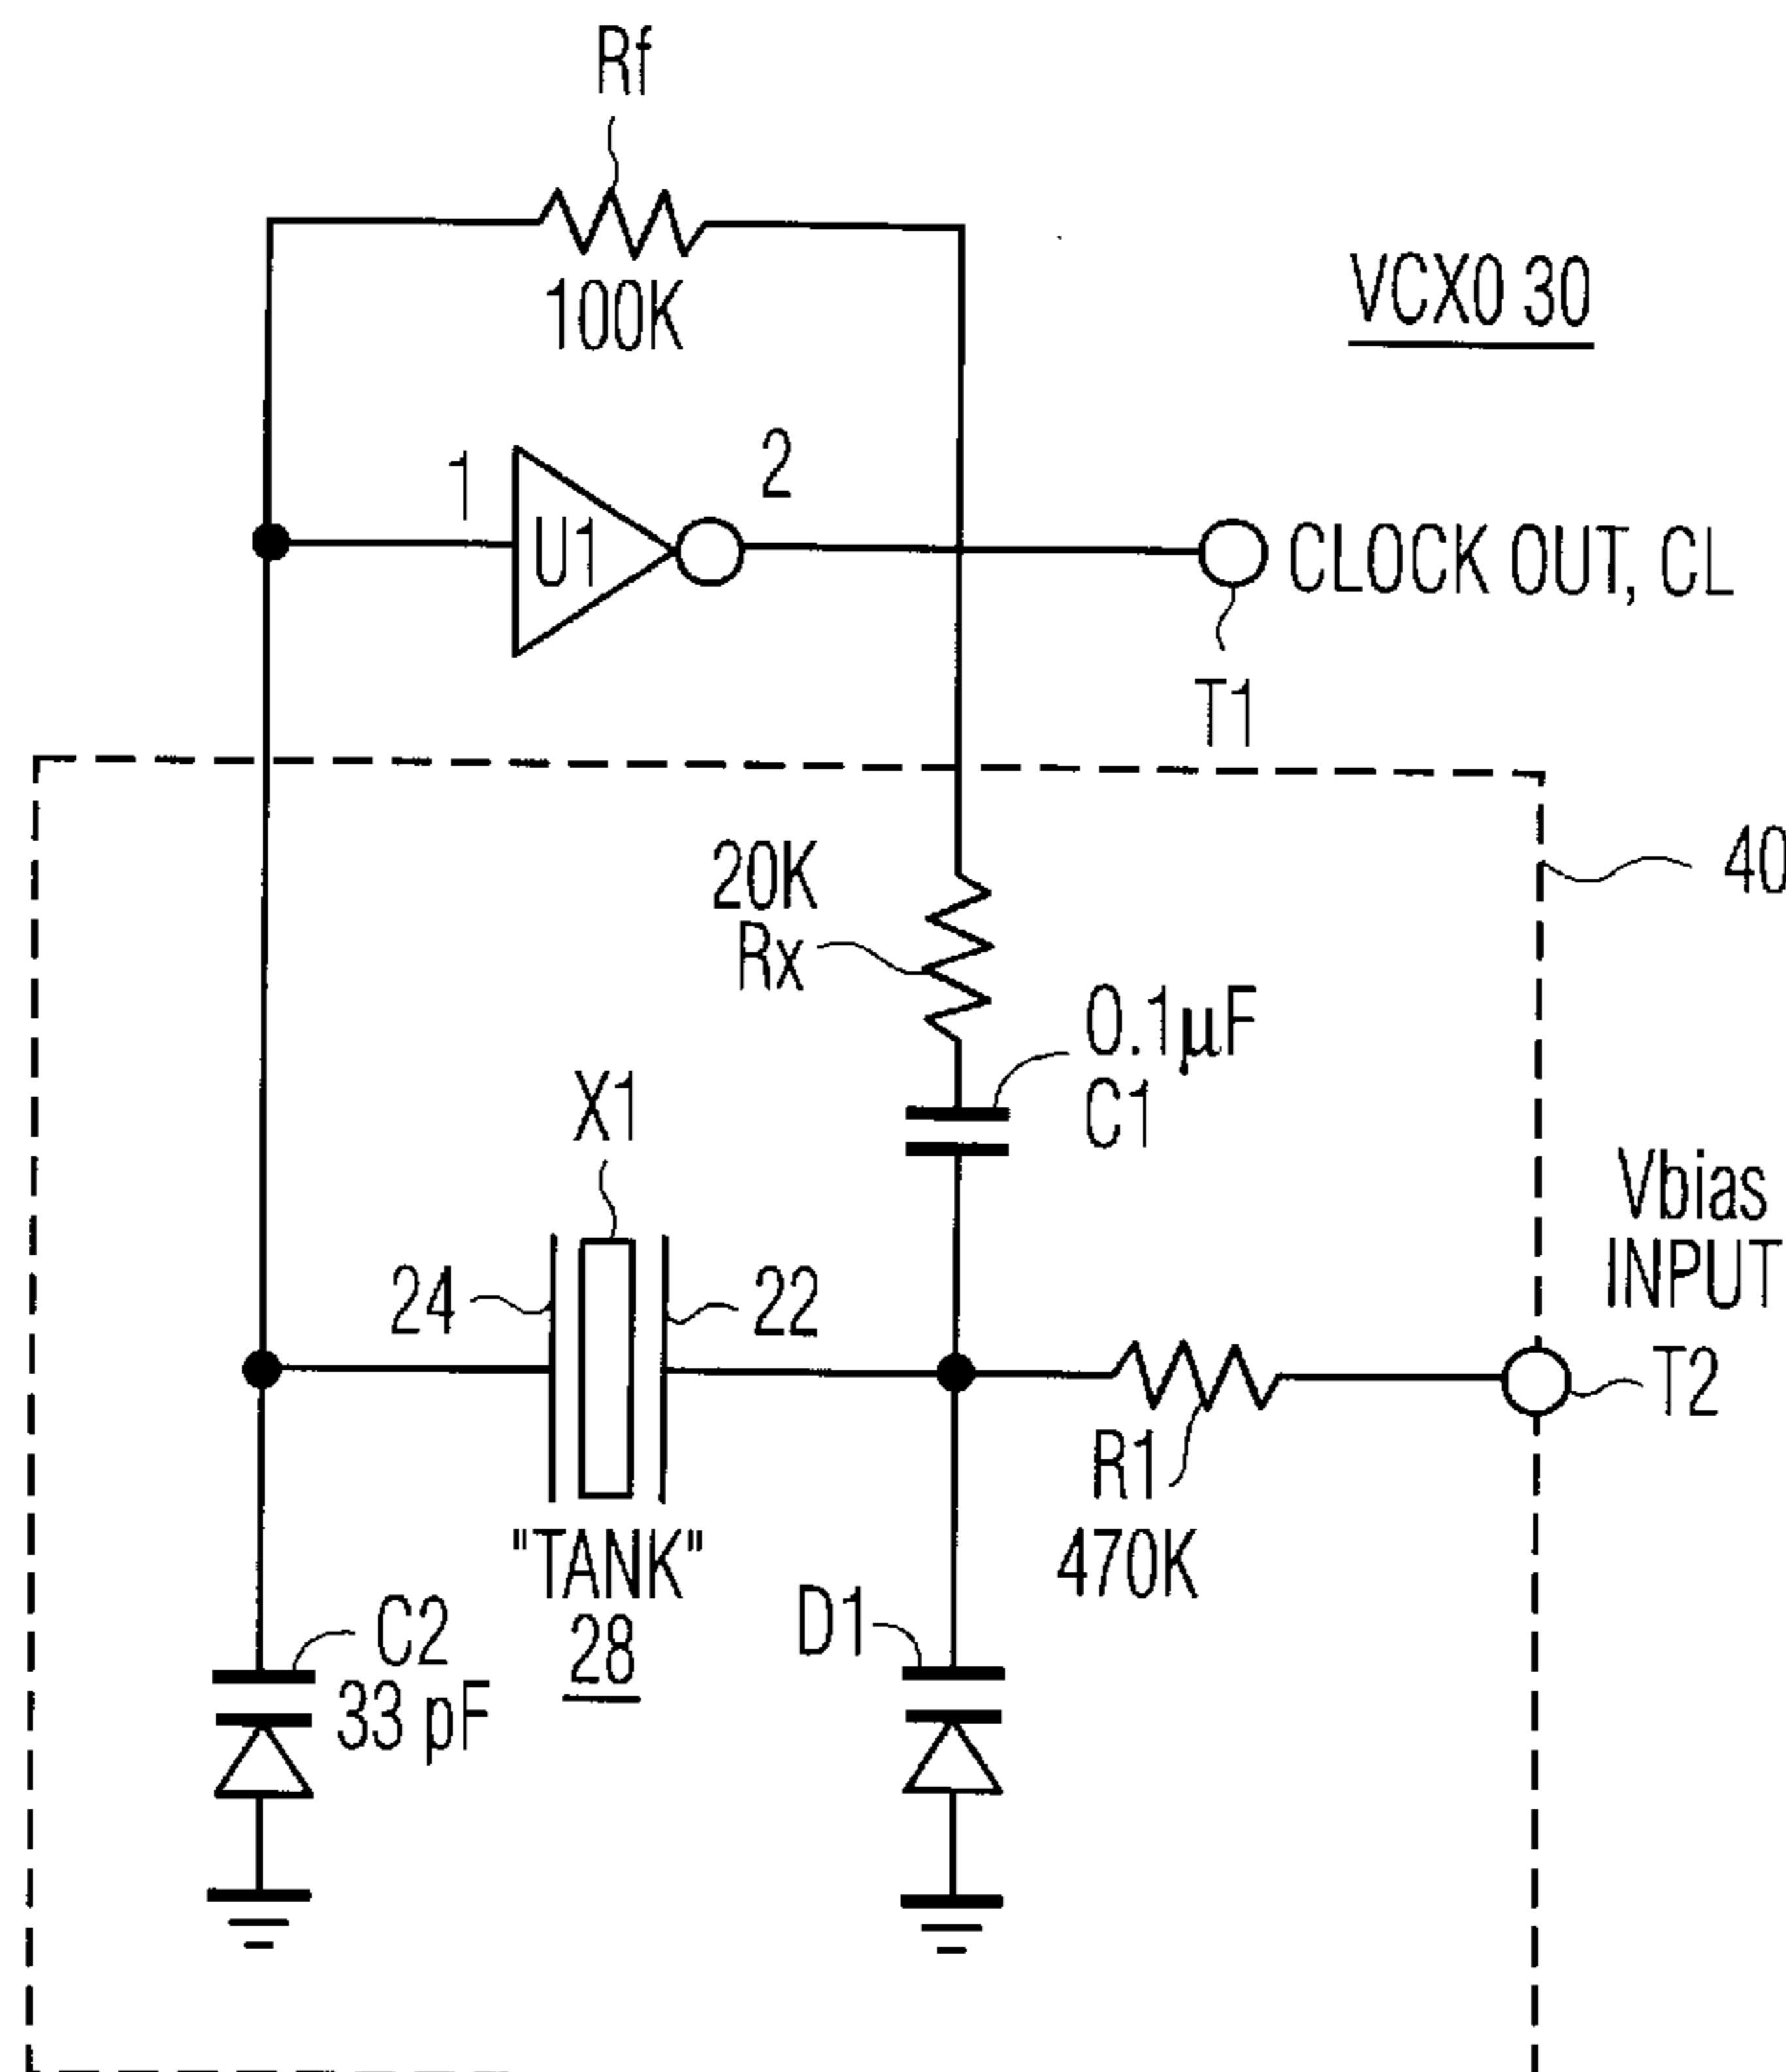 Rf
100K
VCXO 30
1
2
U1
CLOCK OUT, CL
T1
40
20K
Rx
0.1µF
C1
X1
24
22
Vbias
INPUT
T2
R1
470K
"TANK"
28
C2
33 pF
D1